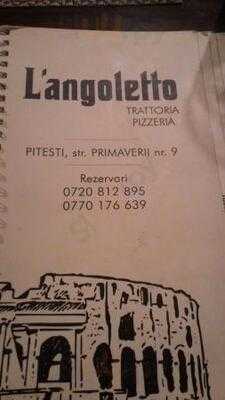 L'angoletto
TRATTORIA
PIZZERIA
PITESTI, str. PRIMAVERII nr. 9
Rezervari
0720 812 895
0770 176 639